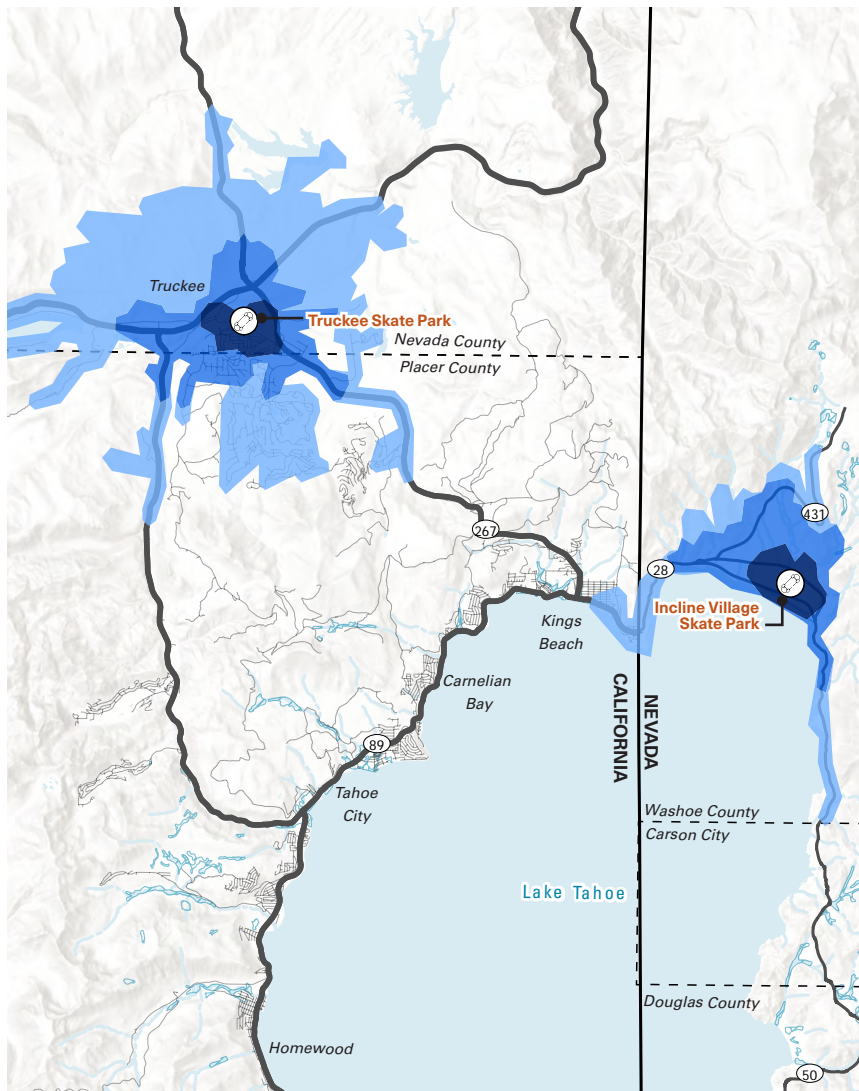 Truckee
Truckee Skate Park
Nevada County
Placer County
431
267
28
Incline Village
Skate Park
Kings
Beach
Carnelian
Bay
CALIFORNIA
NEVADA
89
Tahoe
City
Washoe County
Carson City
Lake Tahoe
Douglas County
Homewood
50